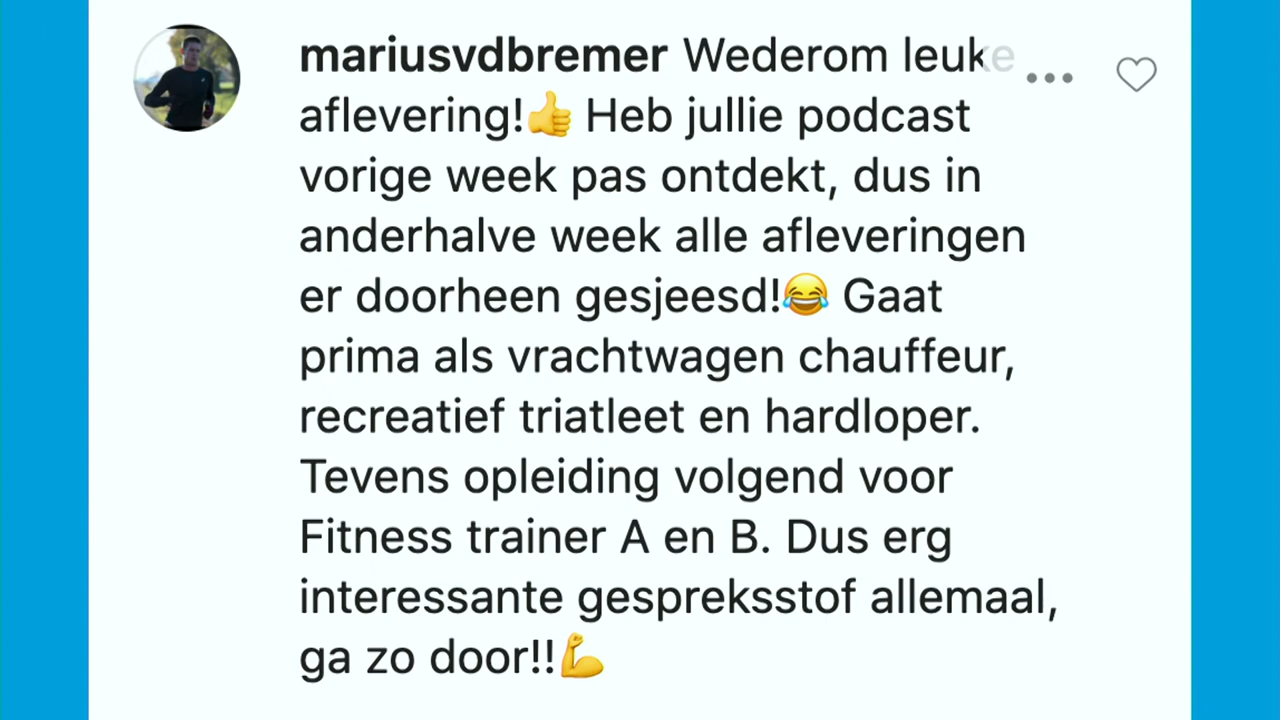 mariusvdbremer Wederom leuke
aflevering!👍 Heb jullie podcast
vorige week pas ontdekt, dus in
anderhalve week alle afleveringen
er doorheen gesjeesd!😂 Gaat
prima als vrachtwagen chauffeur,
recreatief triatleet en hardloper.
Tevens opleiding volgend voor
Fitness trainer A en B. Dus erg
interessante gespreksstof allemaal,
ga zo door!!💪